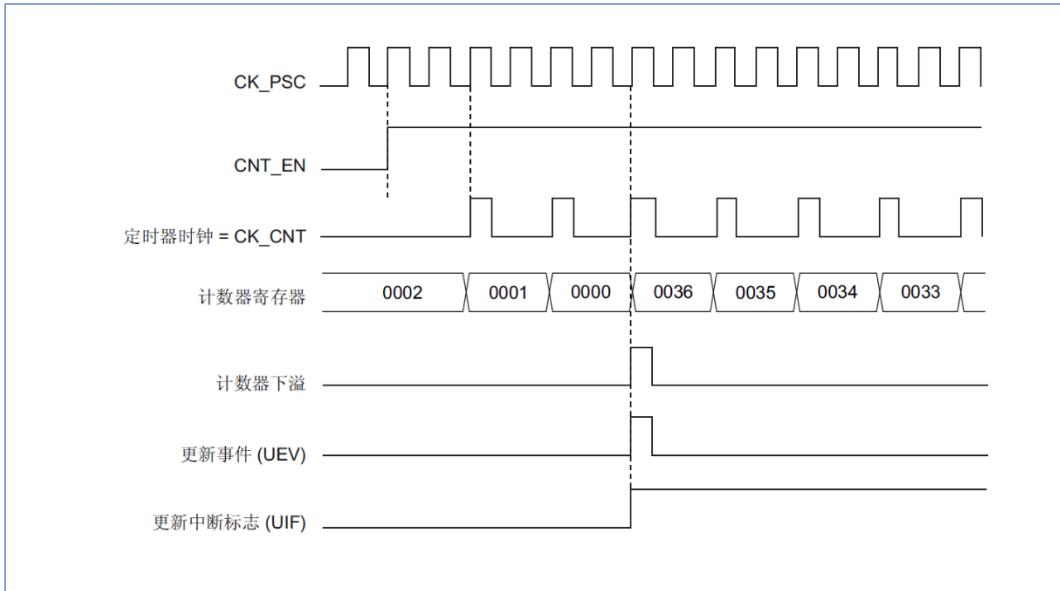 CK_PSC
CNT_EN
定时器时钟 = CK_CNT
计数器寄存器 0002 0001 0000 0036 0035 0034 0033
计数器下溢
更新事件 (UEV)
更新中断标志 (UIF)